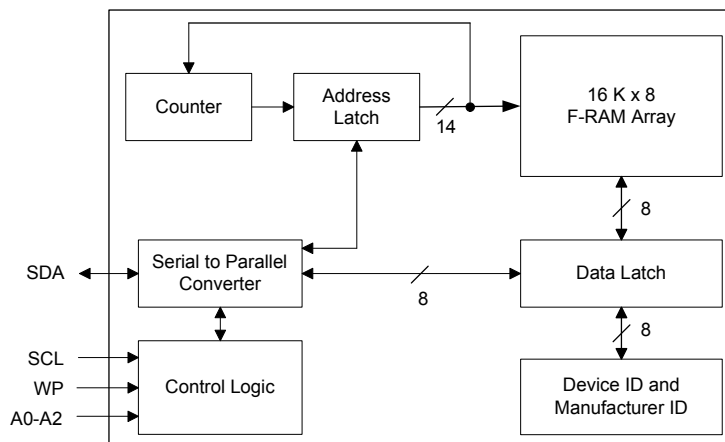 Counter
Address
Latch
14
16 K x 8
F-RAM Array
8
SDA
Serial to Parallel
Converter
8
Data Latch
8
SCL
WP
A0-A2
Control Logic
Device ID and
Manufacturer ID